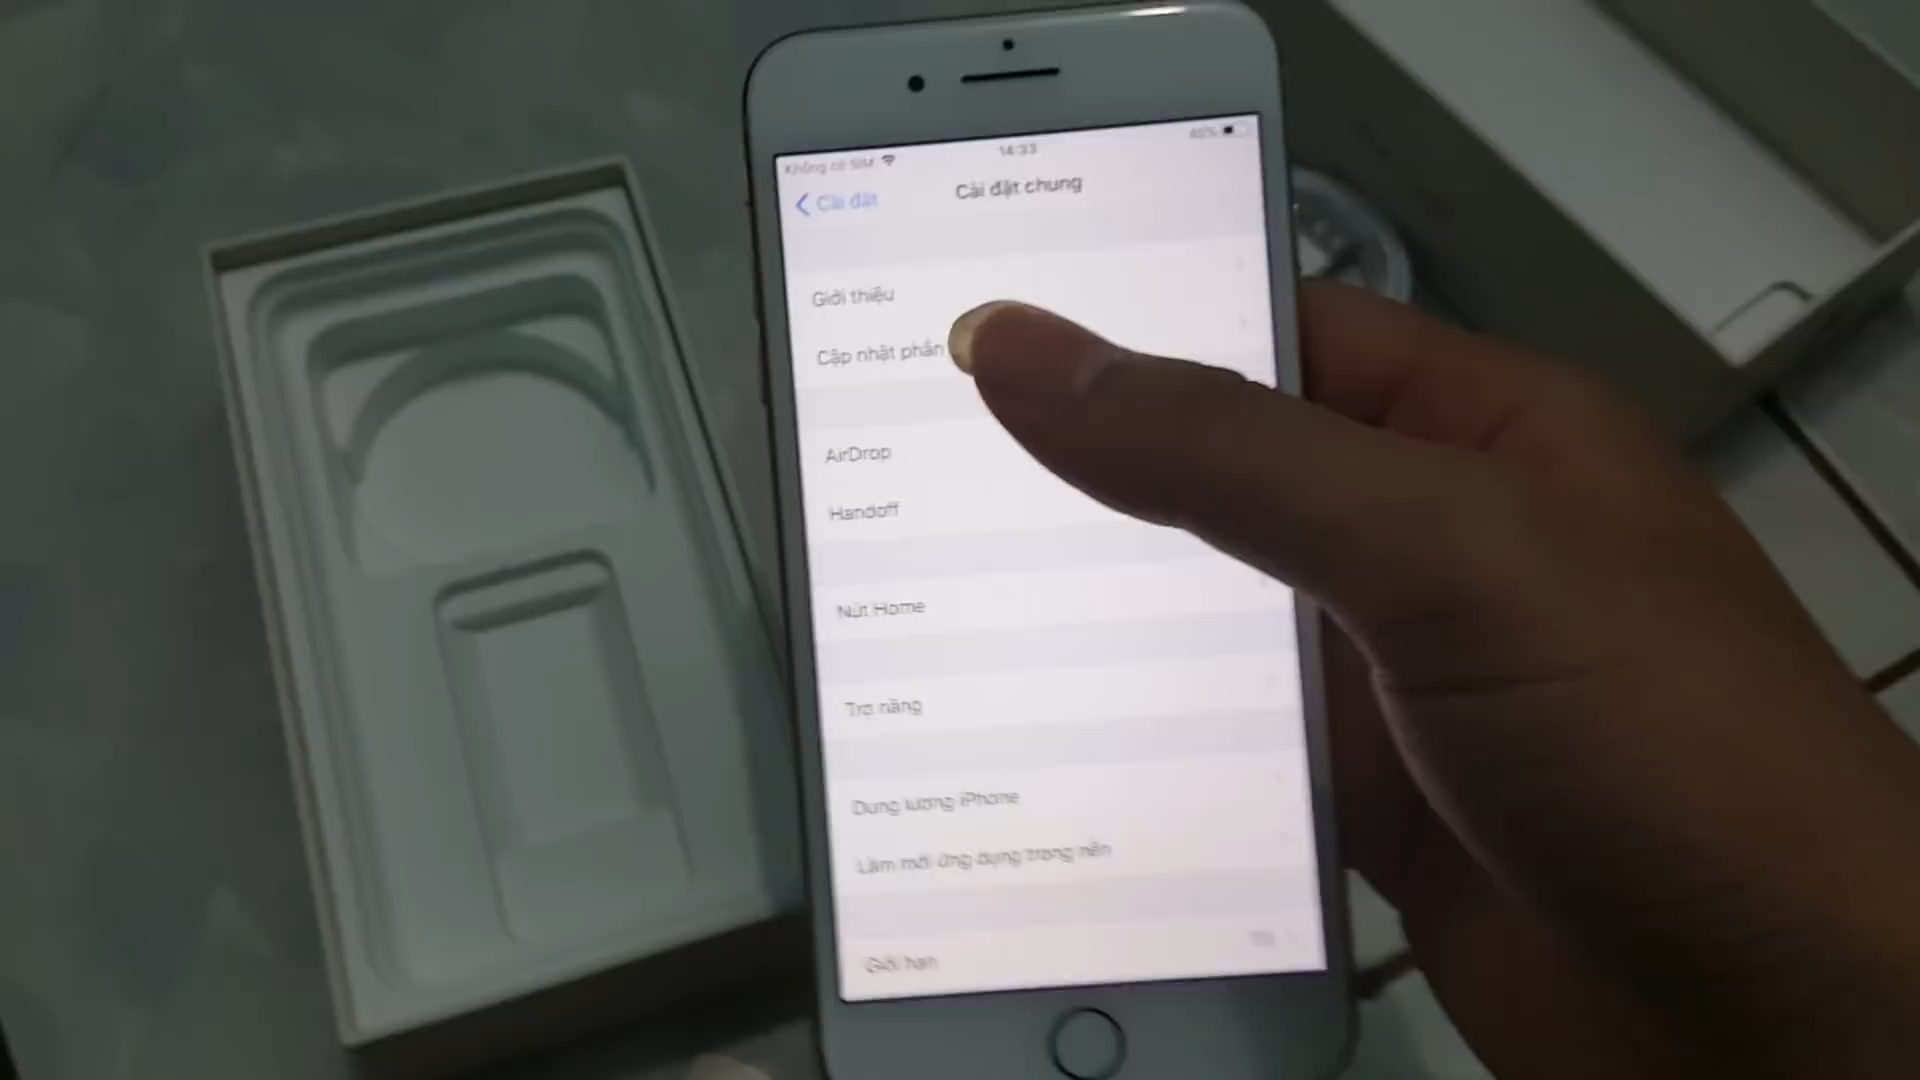 Không có SIM
14:33
Cài đặt
Cài đặt chung
Giới thiệu
Cập nhật phần
AirDrop
Handoff
Nút Home
Trợ năng
Dung lượng iPhone
Làm mới ứng dụng trong nền
Giới hạn